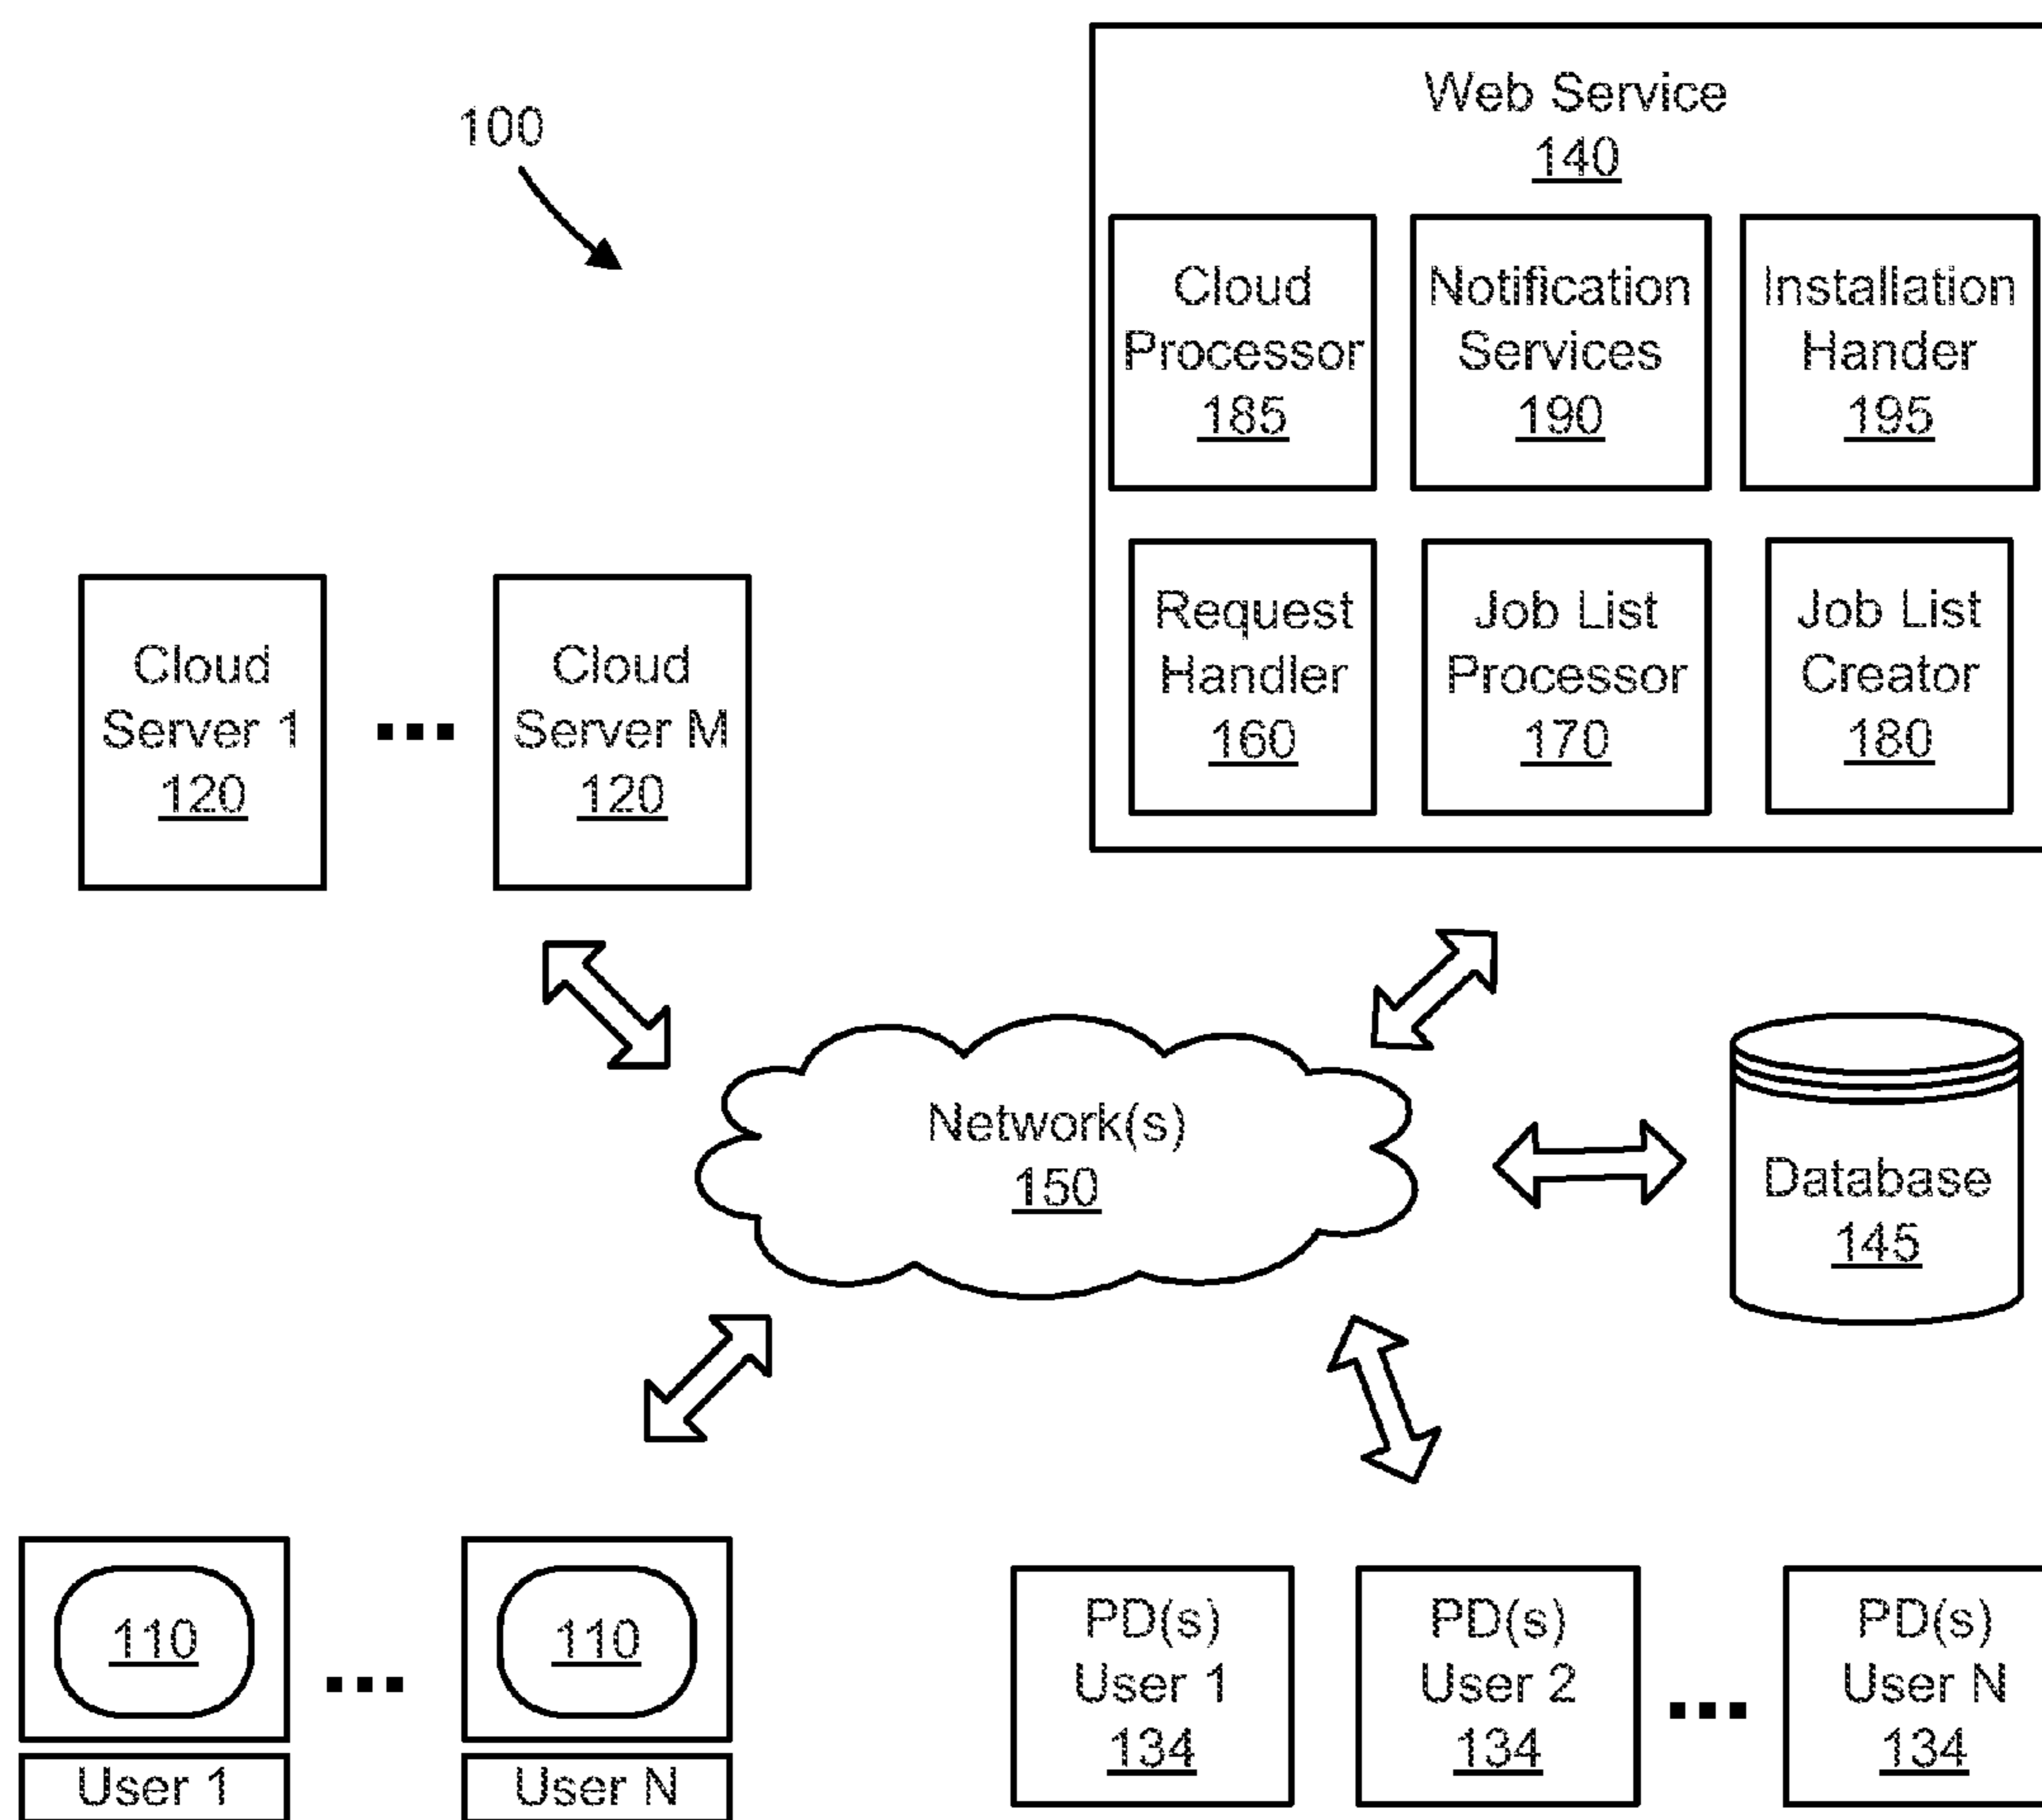 100
Web Service
140
Cloud
Processor
185
Notification
Services
190
Installation
Hander
195
Request
Handler
160
Job List
Processor
170
Job List
Creator
180
Cloud
Server 1
120
...
Cloud
Server M
120
Network(s)
150
Database
145
110
User 1
...
110
User N
PD(s)
User 1
134
PD(s)
User 2
134
...
PD(s)
User N
134